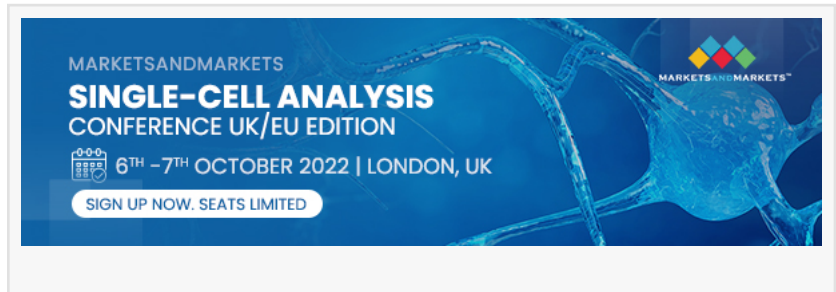 MARKETSANDMARKETS
SINGLE-CELL ANALYSIS
CONFERENCE UK/EU EDITION
6TH -7TH OCTOBER 2022 | LONDON, UK
SIGN UP NOW. SEATS LIMITED
MARKETSANDMARKETS™